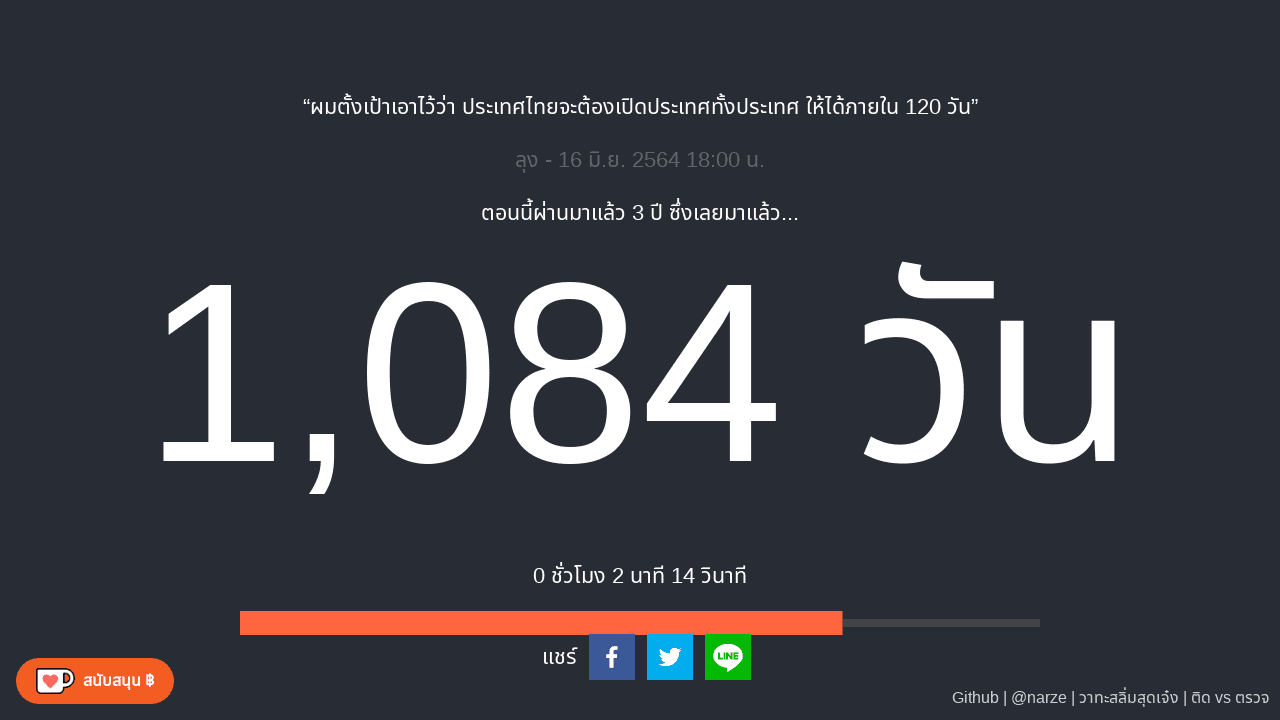 “ผมตั้งเป้าเอาไว้ว่า ประเทศไทยจะต้องเปิดประเทศทั้งประเทศ ให้ได้ภายใน 120 วัน”
ลุง - 16 มิ.ย. 2564 18:00 น.
ตอนนี้ผ่านมาแล้ว 3 ปี ซึ่งเลยมาแล้ว...
1,084 วัน
0 ชั่วโมง 2 นาที 14 วินาที
แชร์
LINE
สนับสนุน ฿
Github | @narze | วาทะสลิ่มสุดเจ๋ง | ติด vs ตรวจ